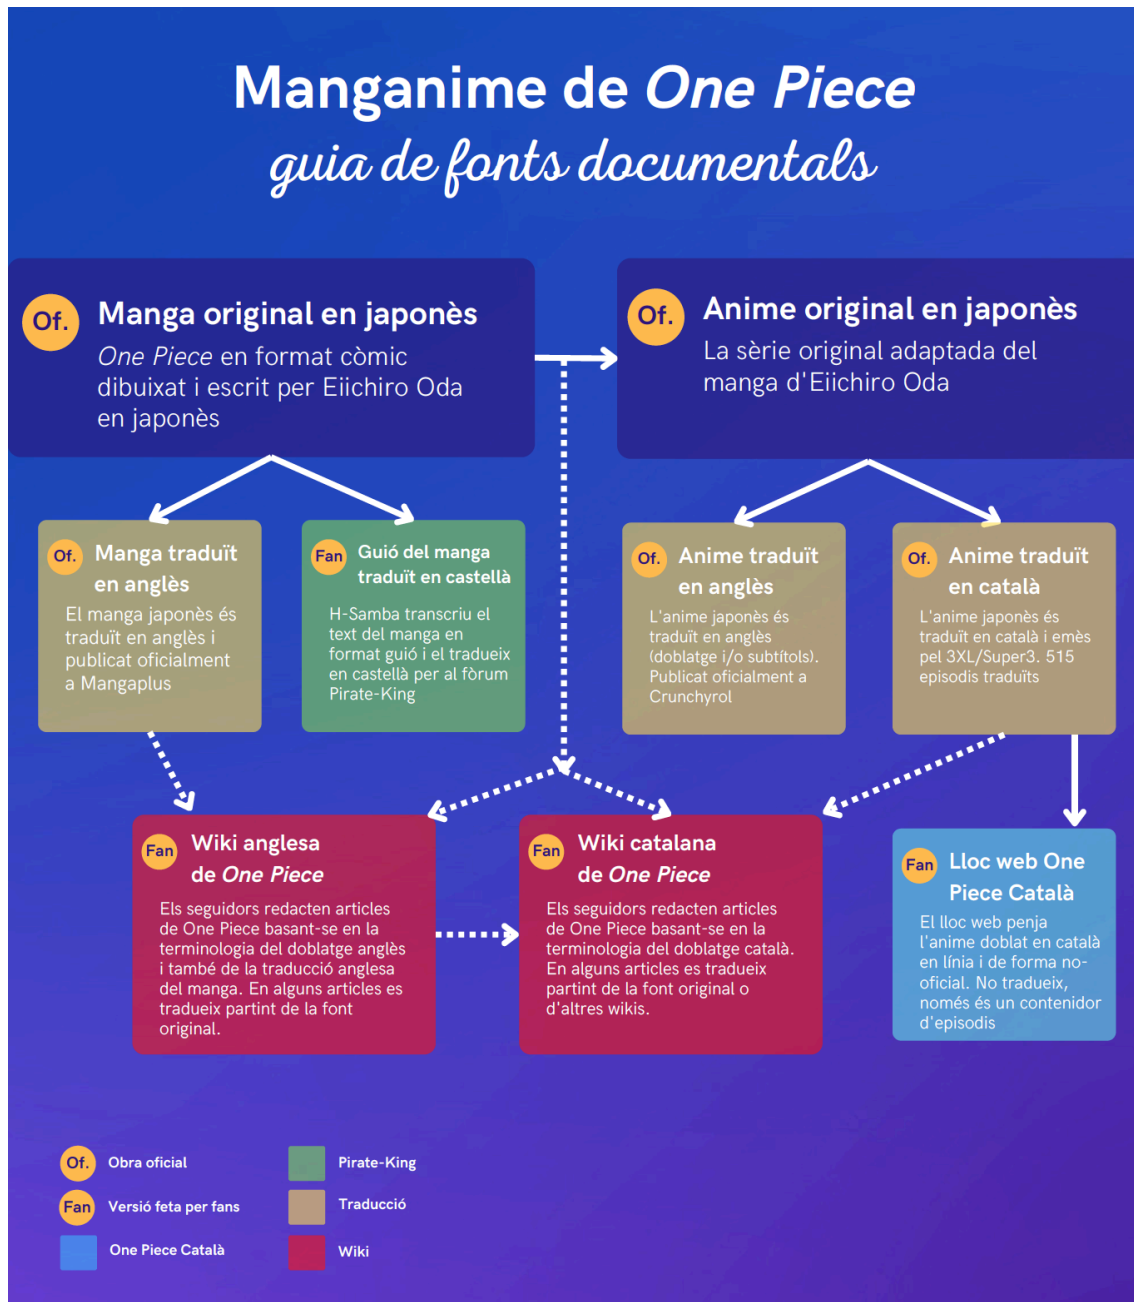 Manganime de One Piece
guia de fonts documentals
Of.
Manga original en japonès
One Piece en format còmic
dibuixat i escrit per Eiichiro Oda
en japonès
Of.
Anime original en japonès
La sèrie original adaptada del
manga d'Eiichiro Oda
Of.
Manga traduït
en anglès
El manga japonès és
traduït en anglès i
publicat oficialment
a Mangaplus
Fan
Guió del manga
traduït en castellà
H-Samba transcriu el
text del manga en
format guió i el tradueix
en castellà per al fòrum
Pirate-King
Of.
Anime traduït
en anglès
L'anime japonès és
traduït en anglès
(doblatge i/o subtítols).
Publicat oficialment a
Crunchyrol
Of.
Anime traduït
en català
L'anime japonès és
traduït en català i emès
pel 3XL/Super3. 515
episodis traduïts
Fan
Wiki anglesa
de One Piece
Els seguidors redacten articles
de One Piece basant-se en la
terminologia del doblatge anglès
i també de la traducció anglesa
del manga. En alguns articles es
tradueix partint de la font
original.
Fan
Wiki catalana
de One Piece
Els seguidors redacten articles
de One Piece basant-se en la
terminologia del doblatge català.
En alguns articles es tradueix
partint de la font original o
d'altres wikis.
Fan
Lloc web One
Piece Català
El lloc web penja
l'anime doblat en català
en línia i de forma no-
oficial. No tradueix,
només és un contenidor
d'episodis
Of.
Obra oficial
Fan
Versió feta per fans
One Piece Català
Pirate-King
Traducció
Wiki